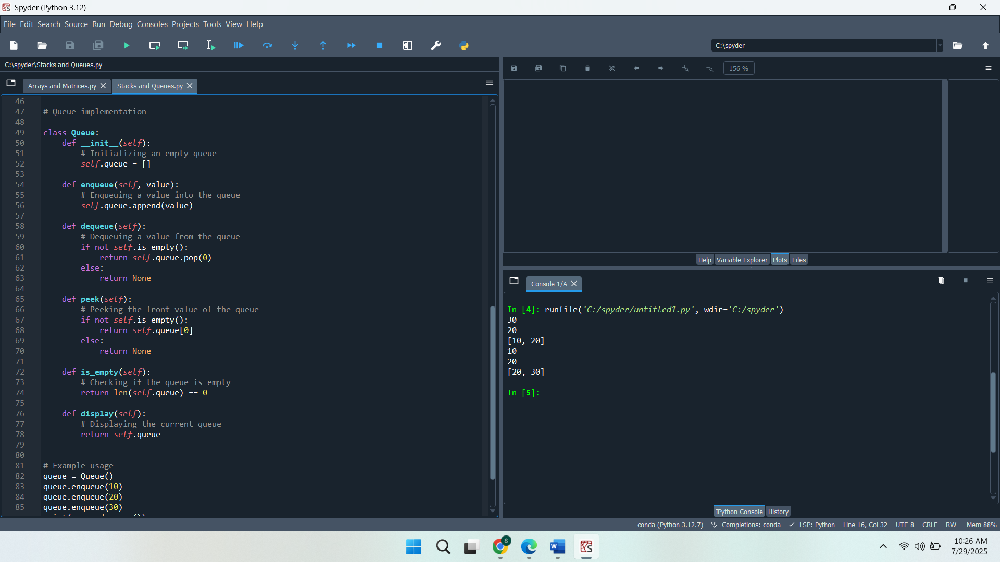 Spyder (Python 3.12)
File Edit Search Source Run Debug Consoles Projects Tools View Help
C:\spyder
C:\spyder\Stacks and Queues.py
156 %
Arrays and Matrices.py
Stacks and Queues.py
46
47 # Queue implementation
48
49 class Queue:
50     def __init__(self):
51         # Initializing an empty queue
52         self.queue = []
53
54     def enqueue(self, value):
55         # Enqueuing a value into the queue
56         self.queue.append(value)
57
58     def dequeue(self):
59         # Dequeuing a value from the queue
60         if not self.is_empty():
61             return self.queue.pop(0)
62         else:
63             return None
64
65     def peek(self):
66         # Peeking the front value of the queue
67         if not self.is_empty():
68             return self.queue[0]
69         else:
70             return None
71
72     def is_empty(self):
73         # Checking if the queue is empty
74         return len(self.queue) == 0
75
76     def display(self):
77         # Displaying the current queue
78         return self.queue
79
80
81 # Example usage
82 queue = Queue()
83 queue.enqueue(10)
84 queue.enqueue(20)
85 queue.enqueue(30)
Help Variable Explorer Plots Files
Console 1/A
In [4]: runfile('C:/spyder/untitled1.py', wdir='C:/spyder')
30
20
[10, 20]
10
20
[20, 30]
In [5]:
IPython Console History
conda (Python 3.12.7) Completions: conda LSP: Python Line 16, Col 32 UTF-8 CRLF RW Mem 88%
S
W
10:26 AM
7/29/2025